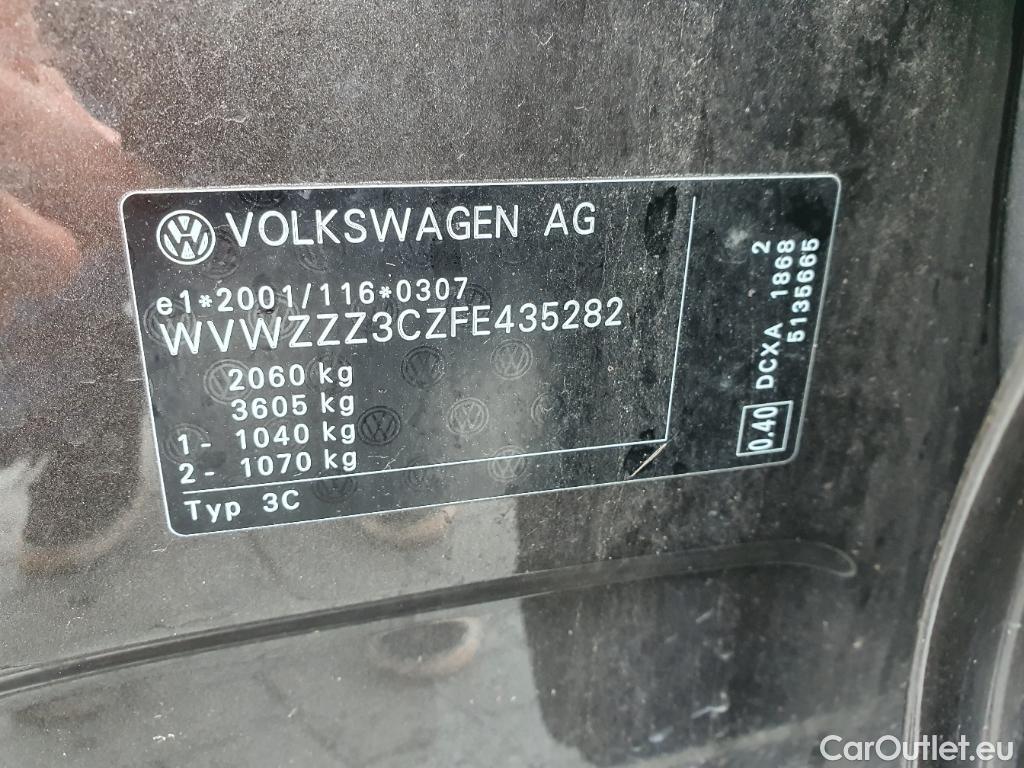 VOLKSWAGEN AG
e1*2001/116*0307
WVWZZZ3CZFE435282
2060 kg
3605 kg
1- 1040 kg
2- 1070 kg
Typ 3C
2
0.40 DCXA 1868
5135665
CarOutlet.eu